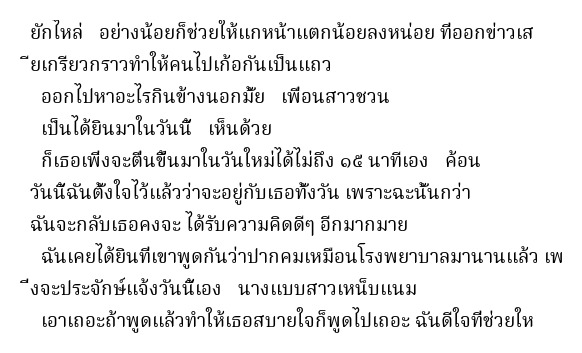 ยักไหล่   อย่างน้อยก็ช่วยให้แกหน้าแตกน้อยลงหน่อย ที่ออกข่าวเส
ียเกรียวกราวทำให้คนไปเก้อกันเป็นแถว
ออกไปหาอะไรกินข้างนอกมั้ย   เพื่อนสาวชวน
เป็นได้ยินมาในวันนี้   เห็นด้วย
ก็เธอเพิ่งจะตื่นขึ้นมาในวันใหม่ได้ไม่ถึง ๑๕ นาทีเอง   ค้อน
วันนี้ฉันตั้งใจไว้แล้วว่าจะอยู่กับเธอทั้งวัน เพราะฉะนั้นกว่า
ฉันจะกลับเธอคงจะ ได้รับความคิดดีๆ อีกมากมาย
ฉันเคยได้ยินที่เขาพูดกันว่าปากคมเหมือนโรงพยาบาลมานานแล้ว เพ
ิ่งจะประจักษ์แจ้งวันนี้เอง   นางแบบสาวเหน็บแนม
เอาเถอะถ้าพูดแล้วทำให้เธอสบายใจก็พูดไปเถอะ ฉันดีใจที่ช่วยให